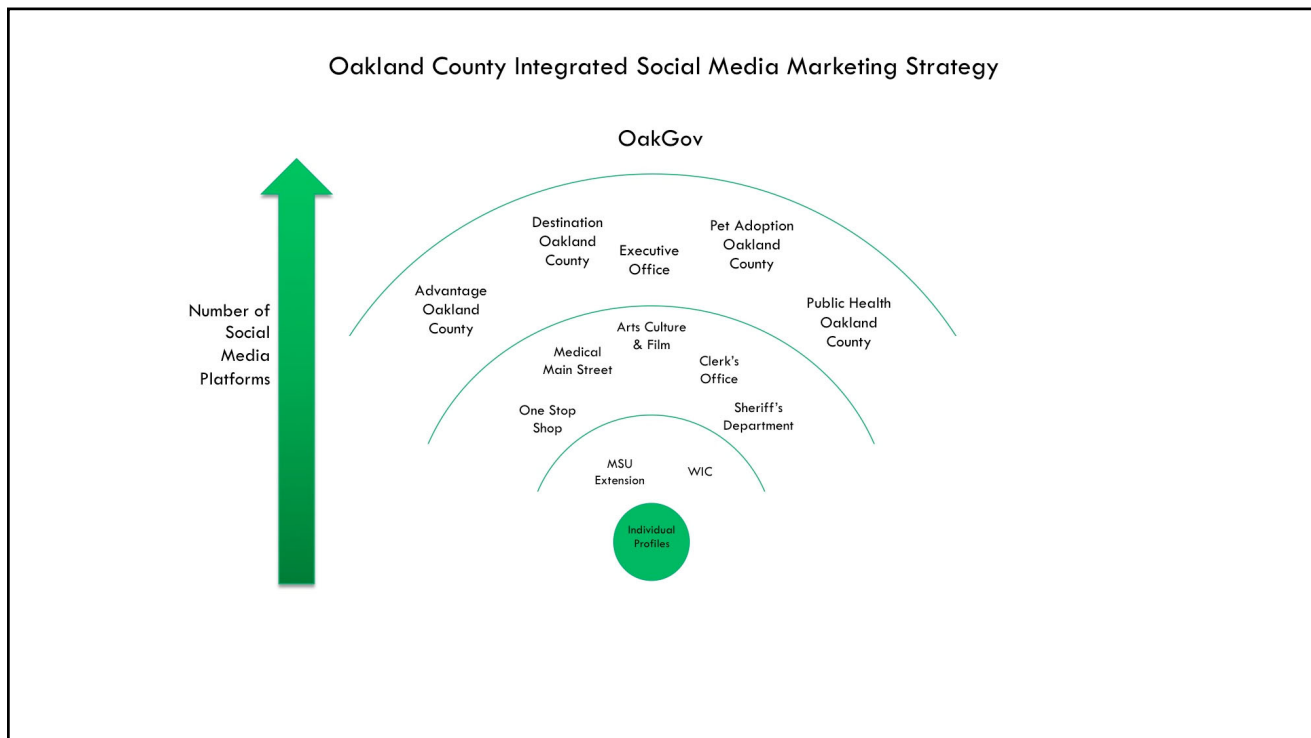 Oakland County Integrated Social Media Marketing Strategy
OakGov
Number of
Social
Media
Platforms
Destination
Oakland
County
Executive
Office
Pet Adoption
Oakland
County
Advantage
Oakland
County
Public Health
Oakland
County
Arts Culture
& Film
Medical
Main Street
Clerk's
Office
One Stop
Shop
Sheriff's
Department
MSU
Extension
WIC
Individual
Profiles